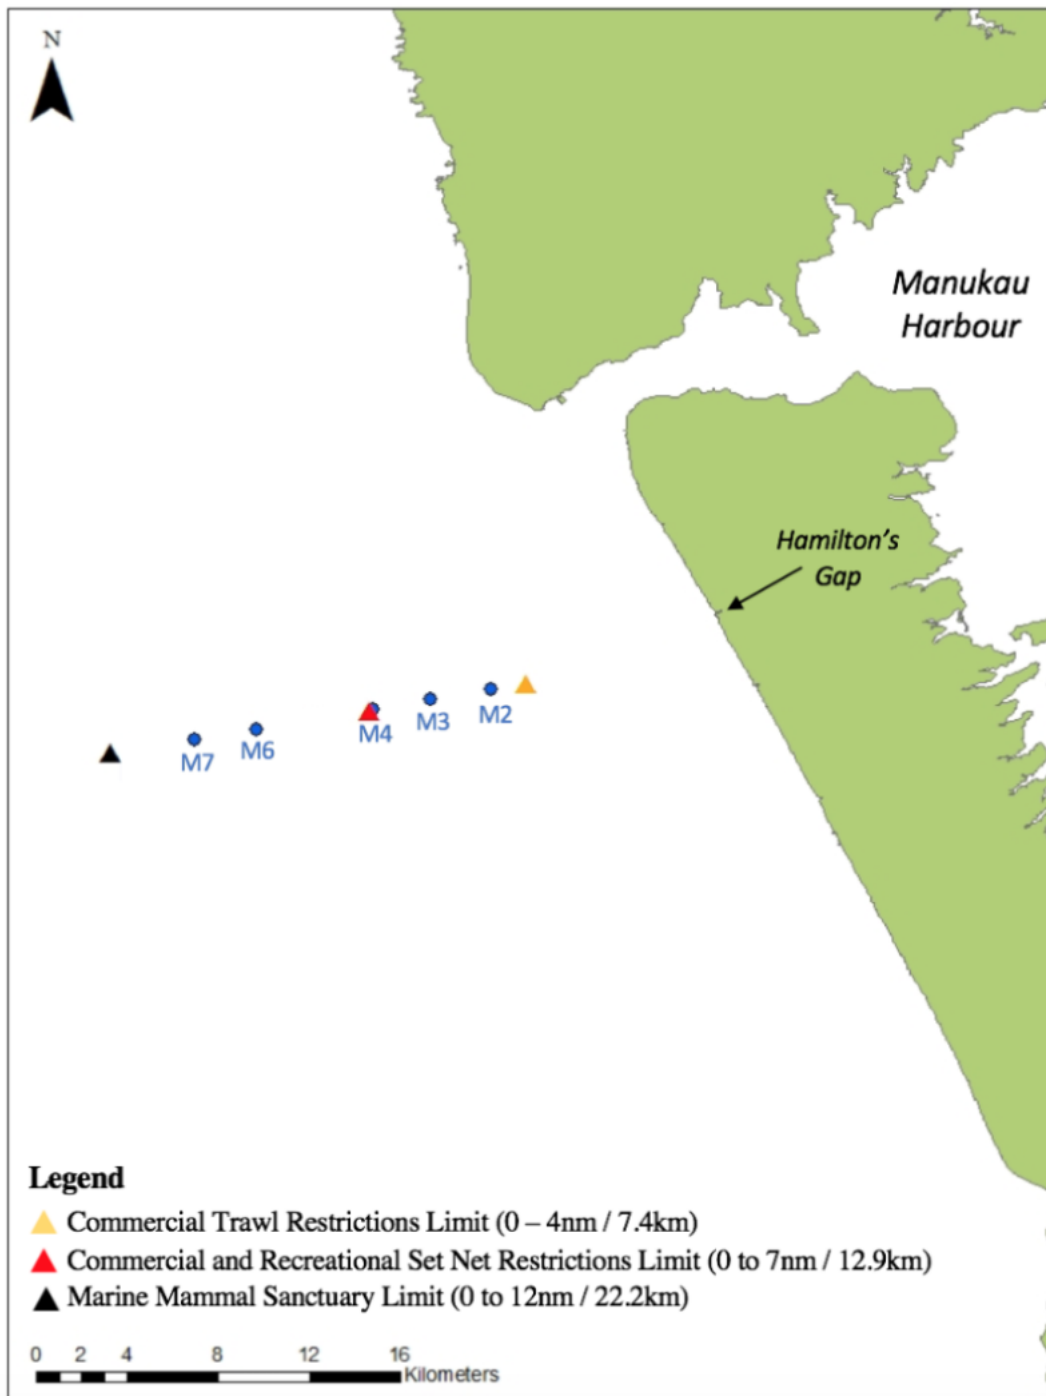 N
Manukau
Harbour
Hamilton's
Gap
M7
M6
M4
M3
M2
Legend
Commercial Trawl Restrictions Limit (0 – 4nm / 7.4km)
Commercial and Recreational Set Net Restrictions Limit (0 to 7nm / 12.9km)
Marine Mammal Sanctuary Limit (0 to 12nm / 22.2km)
0 2 4 8 12 16
Kilometers